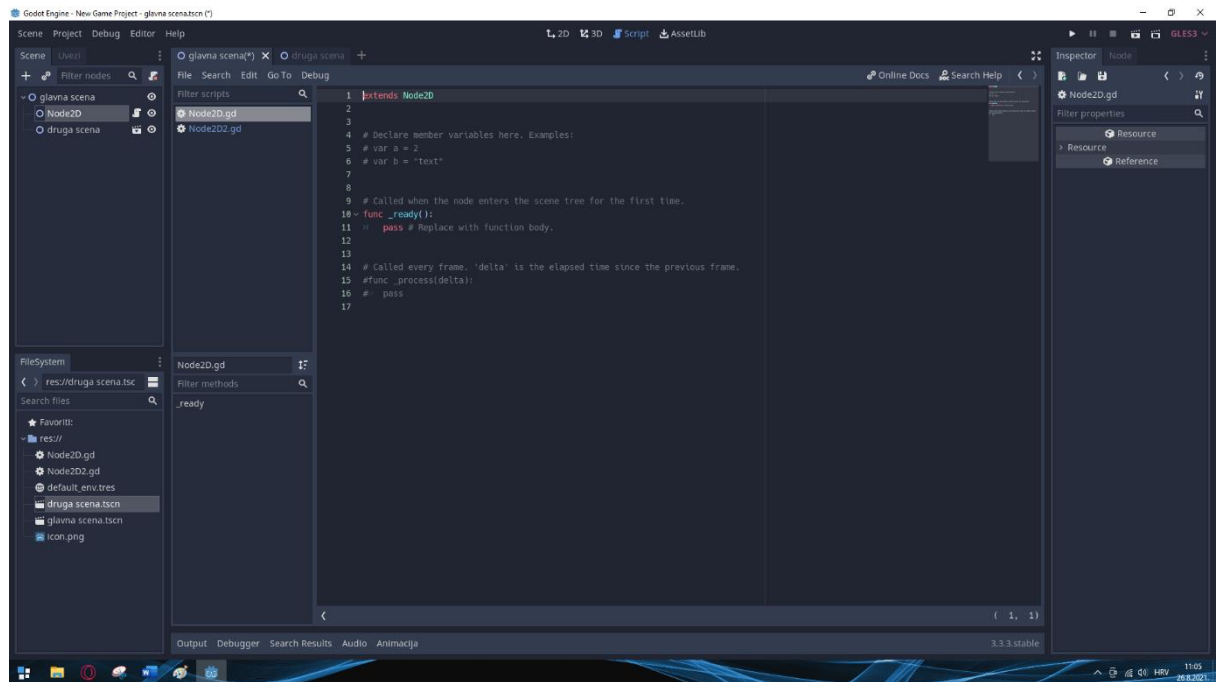 Godot Engine - New Game Project - glavna scena.tscn (*)
Scene Project Debug Editor Help
2D 3D Script AssetLib
GLES3
Scene Uvezi
glavna scena(*) druga scena
Inspector Node
Filter nodes
File Search Edit Go To Debug
Online Docs Search Help
glavna scena
Node2D
druga scena
Filter scripts
Node2D.gd
Node2D2.gd
1 extends Node2D
2
3
4 # Declare member variables here. Examples:
5 # var a = 2
6 # var b = "text"
7
8
9 # Called when the node enters the scene tree for the first time.
10 func _ready():
11 pass # Replace with function body.
12
13
14 # Called every frame. 'delta' is the elapsed time since the previous frame.
15 #func _process(delta):
16 # pass
17
Node2D.gd
Filter properties
Resource
Resource
Reference
FileSystem
res://druga scena.tsc
Search files
Favoriti:
res://
Node2D.gd
Node2D2.gd
default_env.tres
druga scena.tscn
glavna scena.tscn
icon.png
Node2D.gd
Filter methods
_ready
( 1, 1)
Output Debugger Search Results Audio Animacija
3.3.3.stable
HRV
11:05
26.8.2021.